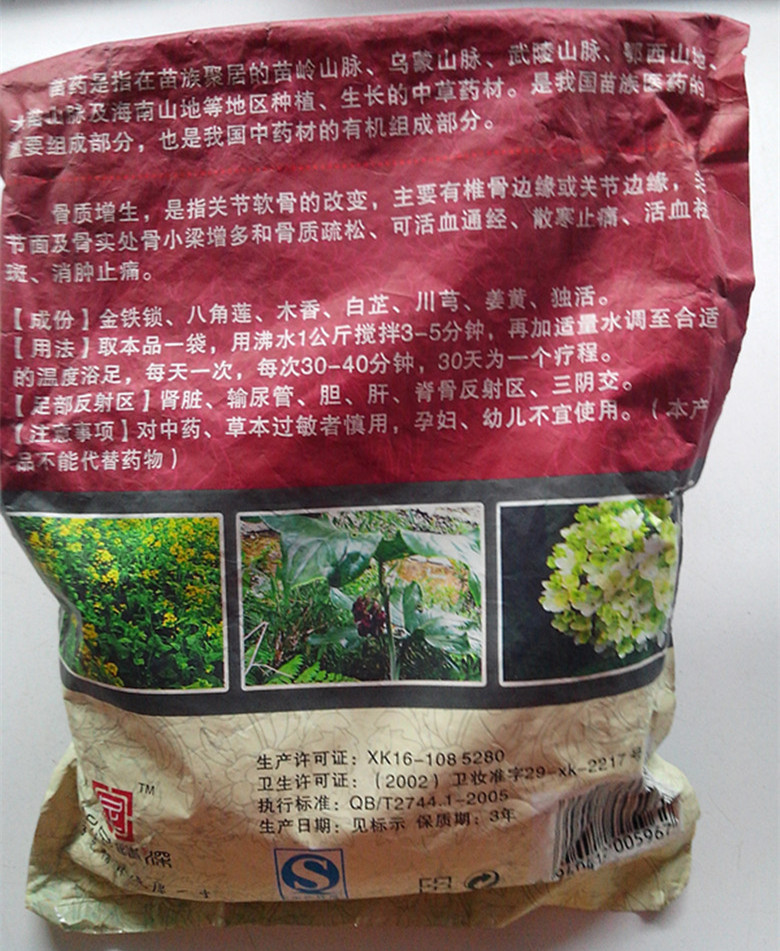 苗药是指在苗族聚居的苗岭山脉、乌蒙山脉、武陵山脉、鄂西山地、
山脉及海南山地等地区种植、生长的中草药材。是我国苗族医药的
重要组成部分，也是我国中药材的有机组成部分。
骨质增生，是指关节软骨的改变，主要有椎骨边缘或关节边缘，关
节面及骨实处骨小梁增多和骨质疏松、可活血通经、散寒止痛、活血祛
斑、消肿止痛。
【成份】金铁锁、八角莲、木香、白芷、川芎、姜黄、独活。
【用法】取本品一袋，用沸水1公斤搅拌3-5分钟，再加适量水调至合适
的温度浴足，每天一次，每次30-40分钟，30天为一个疗程。
【足部反射区】肾脏、输尿管、胆、肝、脊骨反射区、三阴交。
【注意事项】对中药、草本过敏者慎用，孕妇、幼儿不宜使用。（本产
品不能代替药物）
生产许可证：XK16-108 5280
卫生许可证：（2002）卫妆准字29-xk-2217号
执行标准：QB/T2744.1-2005
生产日期：见标示 保质期：3年
TM
005967